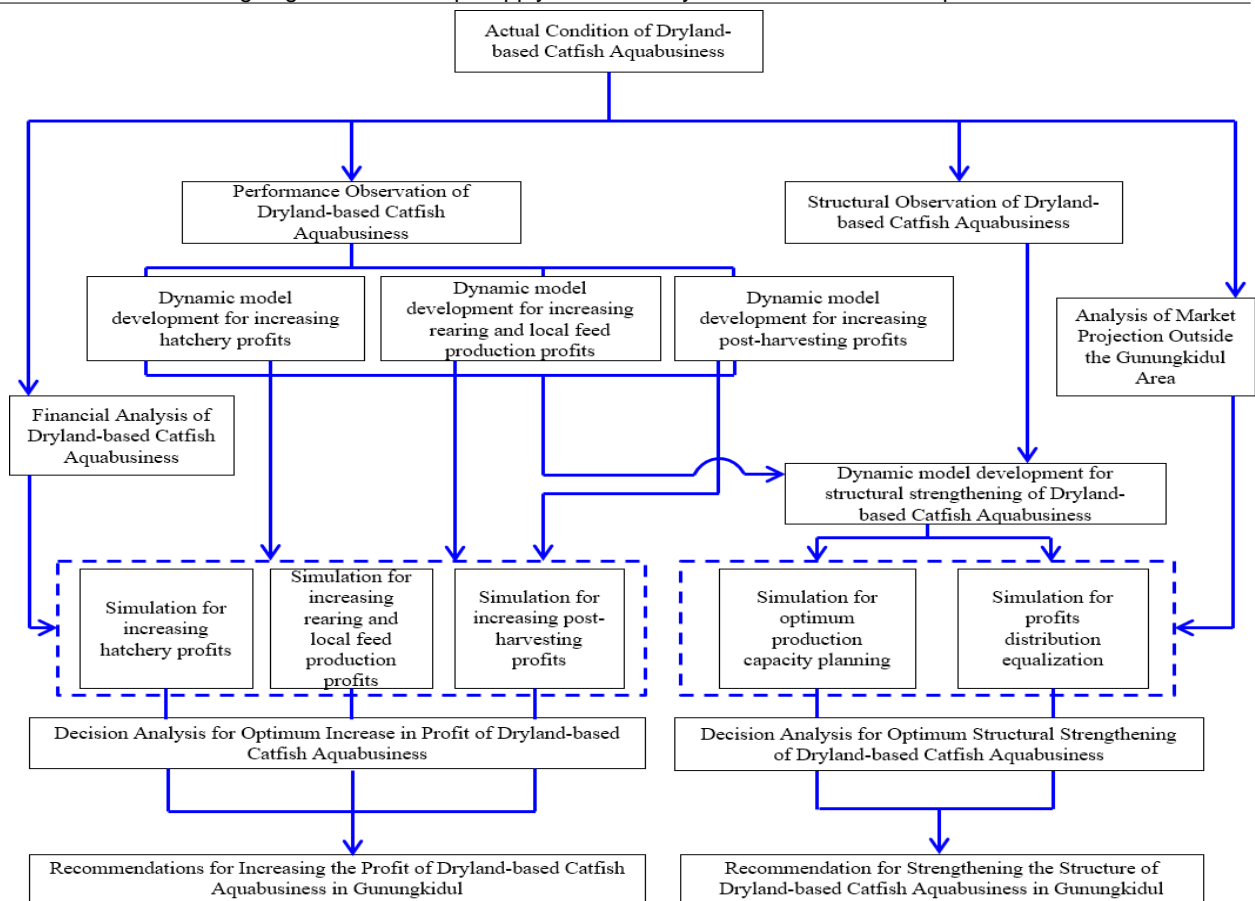 Actual Condition of Dryland-
based Catfish Aquabusiness
Performance Observation of
Dryland-based Catfish
Aquabusiness
Structural Observation of Dryland-
based Catfish Aquabusiness
Dynamic model
development for increasing
hatchery profits
Dynamic model
development for increasing
rearing and local feed
production profits
Dynamic model
development for increasing
post-harvesting profits
Analysis of Market
Projection Outside
the Gunungkidul
Area
Financial Analysis of
Dryland-based Catfish
Aquabusiness
Dynamic model development for
structural strengthening of Dryland-
based Catfish Aquabusiness
Simulation for
increasing
hatchery profits
Simulation for
increasing
rearing and
local feed
production
profits
Simulation for
increasing post-
harvesting
profits
Simulation for
optimum
production
capacity planning
Simulation for
profits
distribution
equalization
Decision Analysis for Optimum Increase in Profit of Dryland-based
Catfish Aquabusiness
Decision Analysis for Optimum Structural Strengthening
of Dryland-based Catfish Aquabusiness
Recommendations for Increasing the Profit of Dryland-based Catfish
Aquabusiness in Gunungkidul
Recommendation for Strengthening the Structure of
Dryland-based Catfish Aquabusiness in Gunungkidul